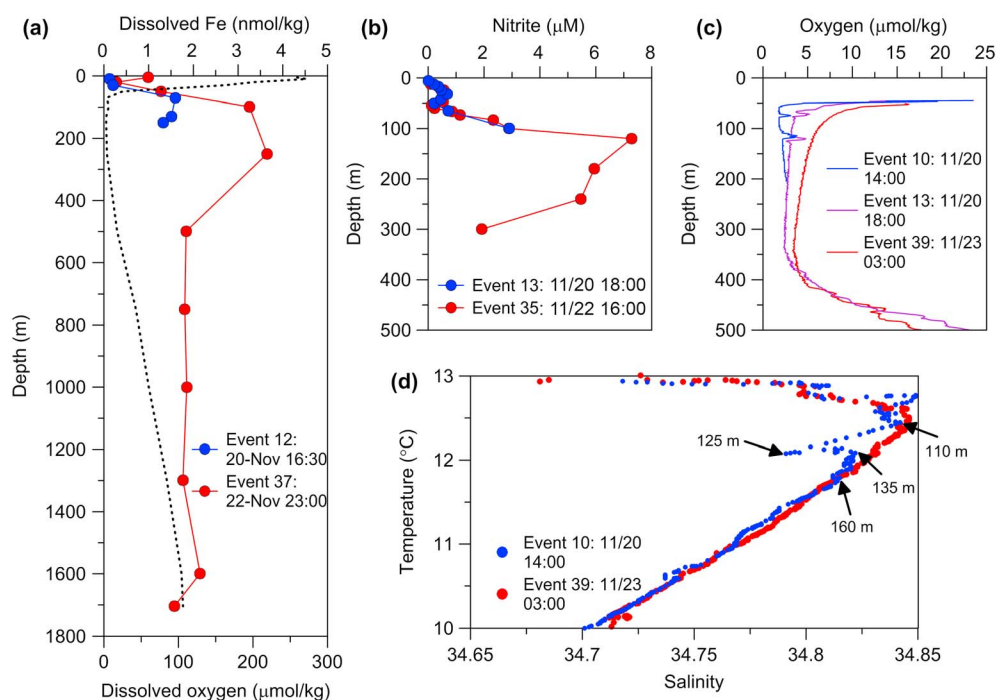 (a)
Dissolved Fe (nmol/kg)
0 1 2 3 4 5
0
200
400
600
800
1000
1200
1400
1600
1800
Depth (m)
Event 12:
20-Nov 16:30
Event 37:
22-Nov 23:00
0 100 200 300
Dissolved oxygen (μmol/kg)
(b)
Nitrite (μM)
0 2 4 6 8
0
100
200
300
400
500
Depth (m)
Event 13: 11/20 18:00
Event 35: 11/22 16:00
(c)
Oxygen (μmol/kg)
0 5 10 15 20 25
0
100
200
300
400
500
Depth (m)
Event 10: 11/20
14:00
Event 13: 11/20
18:00
Event 39: 11/23
03:00
(d)
13
12
11
10
Temperature (°C)
125 m
110 m
135 m
160 m
Event 10: 11/20
14:00
Event 39: 11/23
03:00
34.65 34.7 34.75 34.8 34.85
Salinity